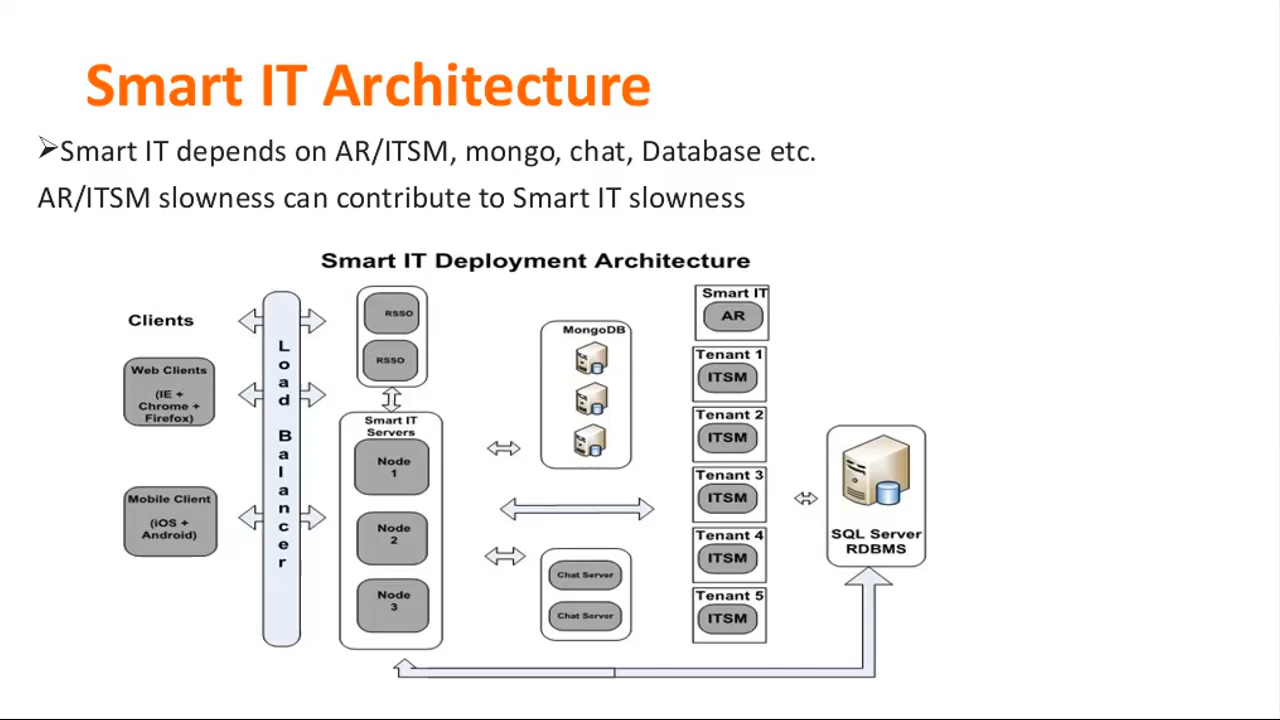 Smart IT Architecture
➢Smart IT depends on AR/ITSM, mongo, chat, Database etc.
AR/ITSM slowness can contribute to Smart IT slowness
Smart IT Deployment Architecture
Clients
Web Clients
(IE +
Chrome +
Firefox)
Mobile Client
(iOS +
Android)
Load Balancer
RSSO
RSSO
Smart IT
Servers
Node
1
Node
2
Node
3
MongoDB
Chat Server
Chat Server
Smart IT
AR
Tenant 1
ITSM
Tenant 2
ITSM
Tenant 3
ITSM
Tenant 4
ITSM
Tenant 5
ITSM
SQL Server
RDBMS